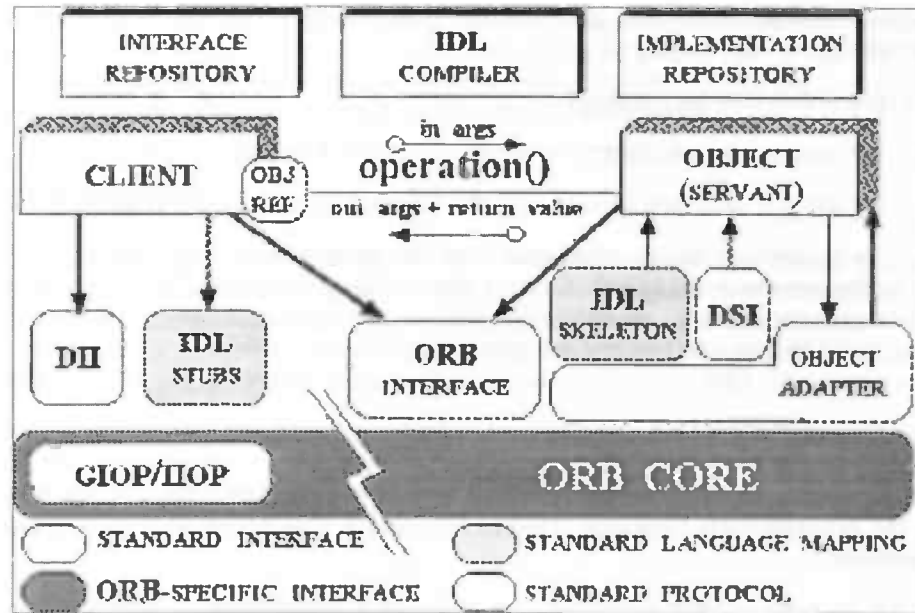 INTERFACE
REPOSITORY
IDL
COMPILER
IMPLEMENTATION
REPOSITORY
in args
operation()
out args + return value
CLIENT
OBJ
REF
OBJECT
(SERVANT)
DII
IDL
STUBS
ORB
INTERFACE
IDL
SKELETON
DSI
OBJECT
ADAPTER
GIOP/IIOP
ORB CORE
STANDARD INTERFACE
STANDARD LANGUAGE MAPPING
ORB-SPECIFIC INTERFACE
STANDARD PROTOCOL